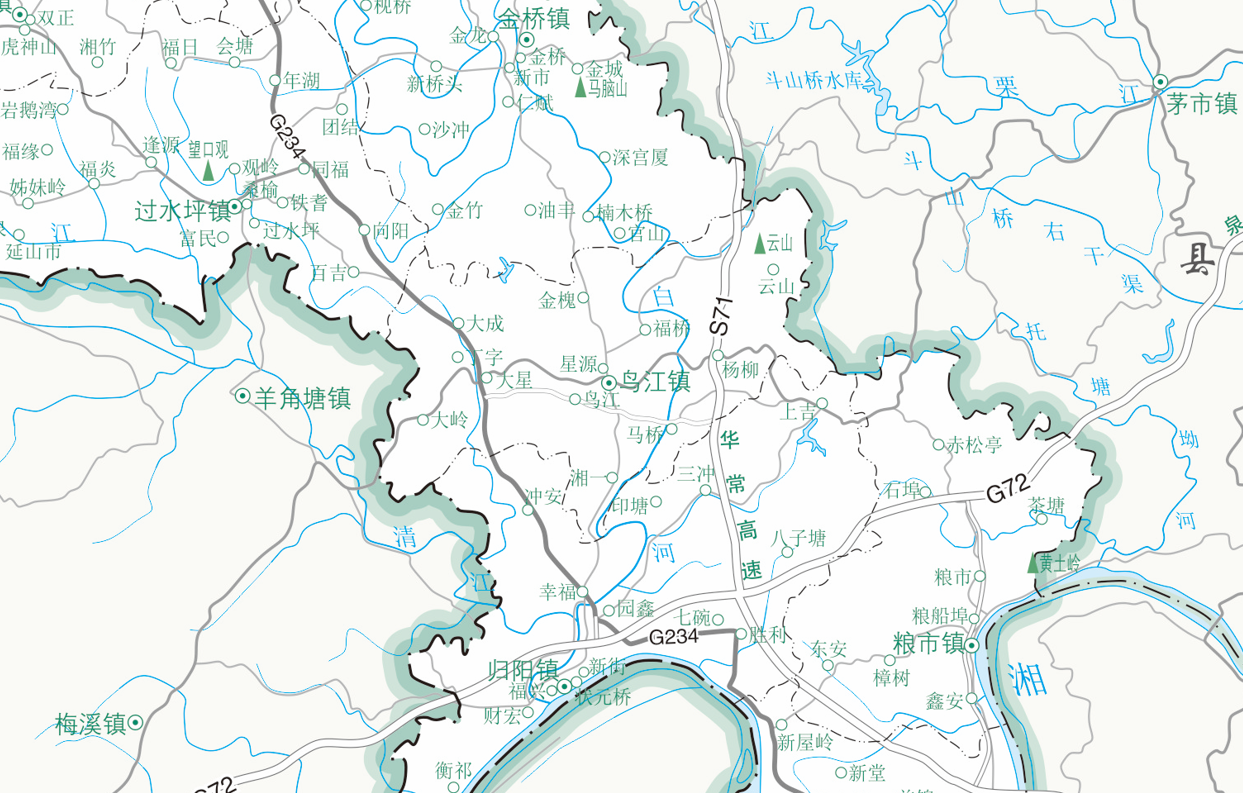 双正
虎神山
湘竹
福日
会塘
枧桥
金桥镇
金龙
金桥
新桥头
新市
金城
马脑山
年湖
江
斗山桥水库
栗
江
茅市镇
岩鹅湾
G234
团结
仁赋
沙冲
福缘
逢源
望口观
观岭
同福
深宫厦
福炎
姊妹岭
桑榆
铁耆
斗
山
桥
右
干
渠
过水坪镇
过水坪
富民
江
延山市
向阳
金竹
油丰
楠木桥
官山
云山
云山
泉
县
百吉
金槐
白
福桥
S71
大成
丁字
大星
星源
鸟江镇
鸟江
杨柳
托
塘
坳
河
羊角塘镇
大岭
马桥
上吉
华
常
高
速
赤松亭
湘一
三冲
印塘
石埠
G72
茶塘
冲安
清
江
河
八子塘
黄土岭
幸福
园鑫
七碗
粮市
粮船埠
粮市镇
G234
胜利
东安
樟树
鑫安
湘
归阳镇
新街
福兴
状元桥
财宏
梅溪镇
新屋岭
新堂
衡祁
G72